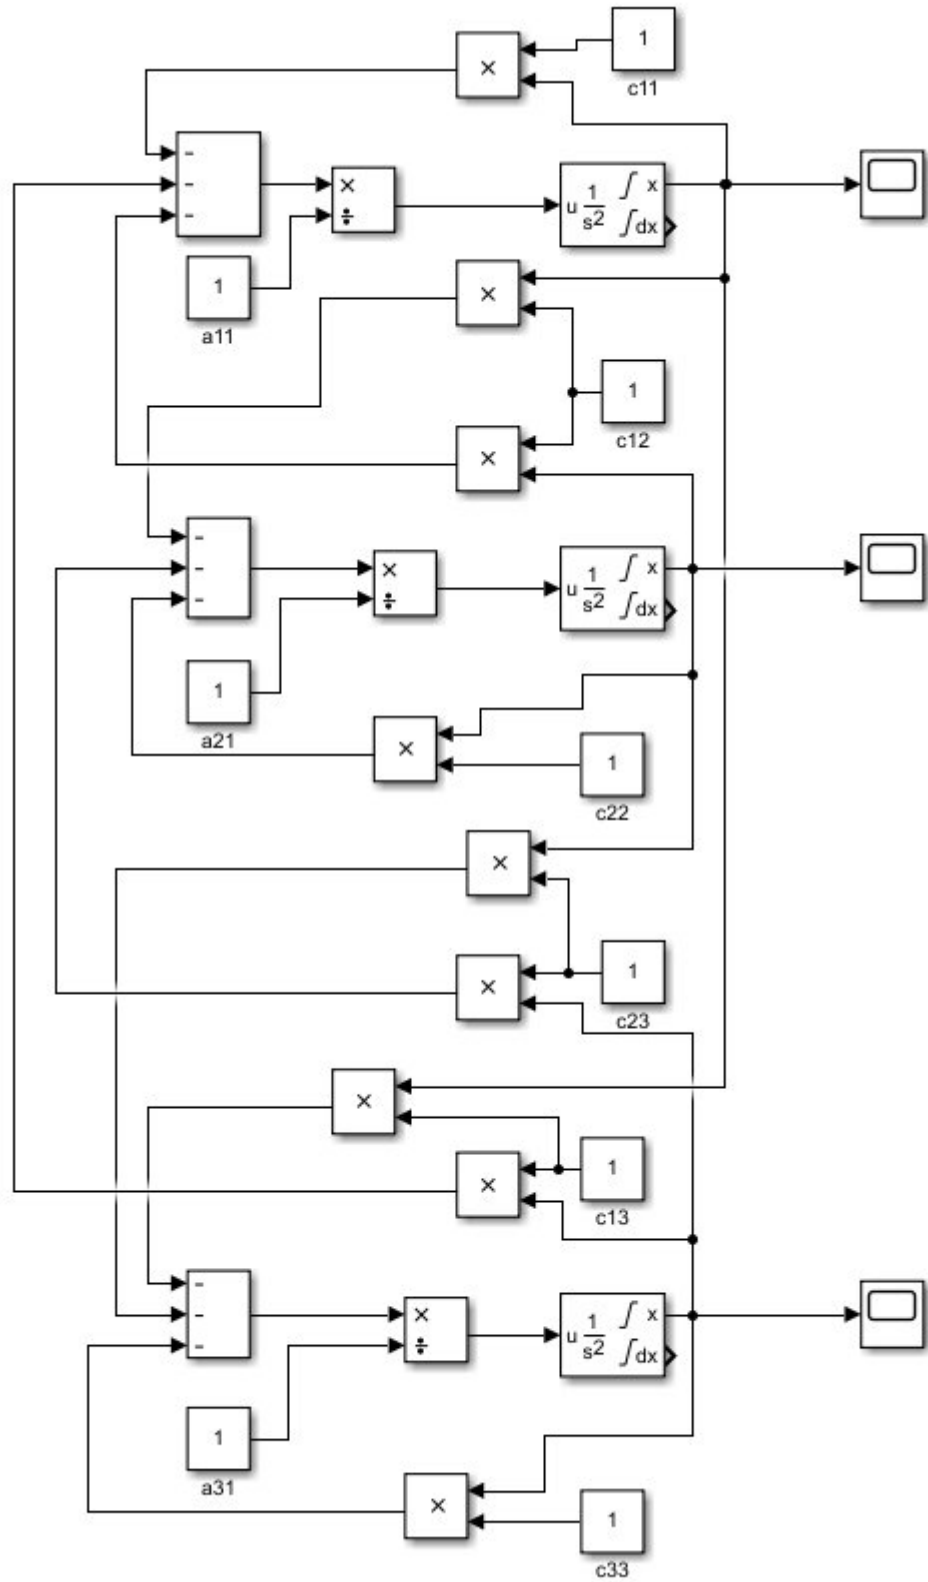 1
×
c11
-
-
-
×
÷
u 1/s2 ∫ x
∫dx
1
a11
×
1
c12
×
-
-
-
×
÷
u 1/s2 ∫ x
∫dx
1
a21
×
1
c22
×
1
×
c23
×
1
×
c13
-
-
-
×
÷
u 1/s2 ∫ x
∫dx
1
a31
×
1
c33